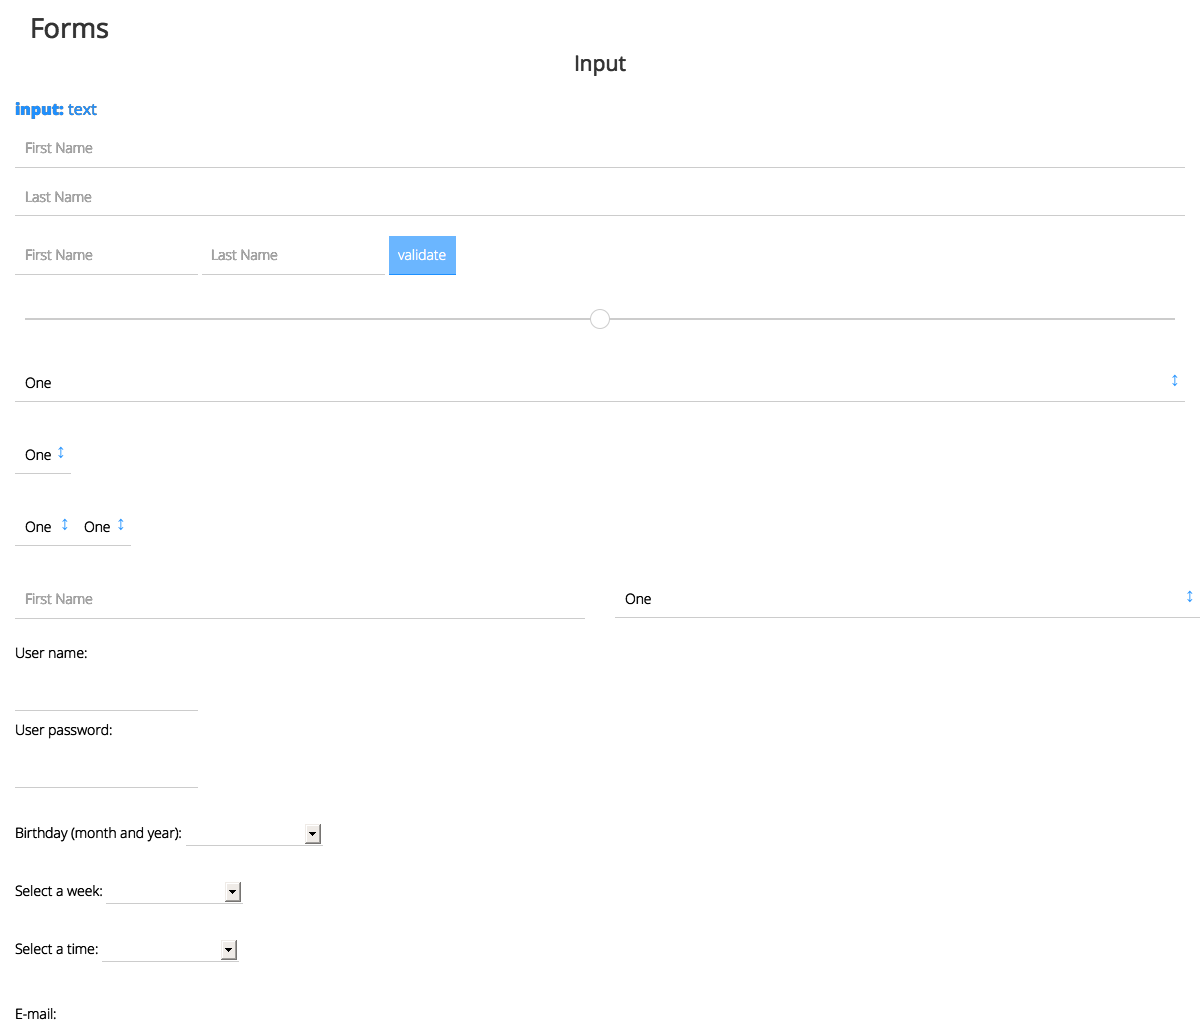 Forms
Input
input: text
First Name
Last Name
First Name Last Name validate
One
One
One One
First Name One
User name:
User password:
Birthday (month and year):
Select a week:
Select a time:
E-mail: